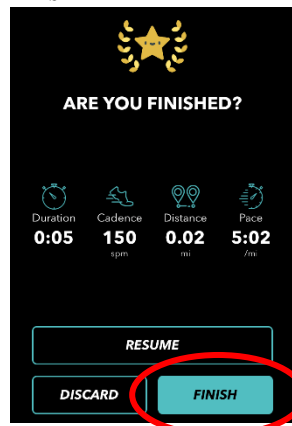 ARE YOU FINISHED?
Duration Cadence Distance Pace
0:05 150 0.02 5:02
spm mi /mi
RESUME
DISCARD FINISH